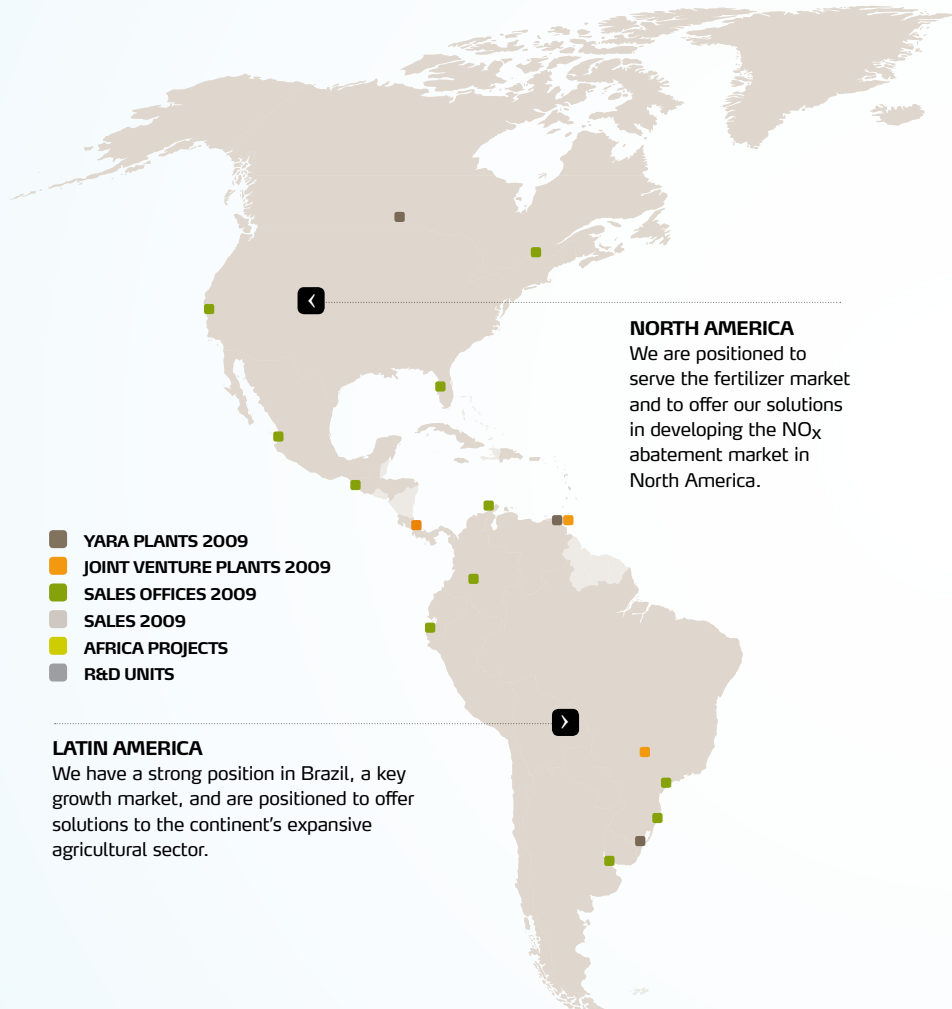 NORTH AMERICA
We are positioned to
serve the fertilizer market
and to offer our solutions
in developing the NOx
abatement market in
North America.
YARA PLANTS 2009
JOINT VENTURE PLANTS 2009
SALES OFFICES 2009
SALES 2009
AFRICA PROJECTS
R&D UNITS
LATIN AMERICA
We have a strong position in Brazil, a key
growth market, and are positioned to offer
solutions to the continent's expansive
agricultural sector.